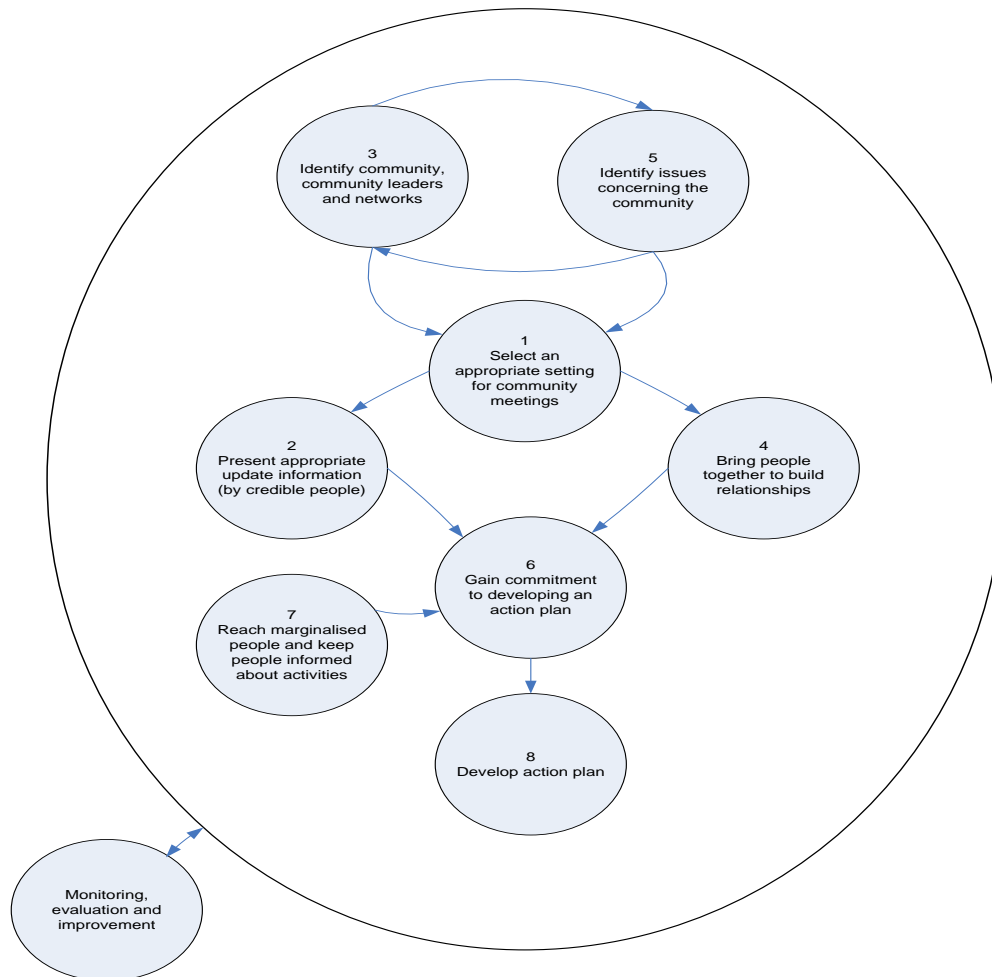 3
Identify community,
community leaders
and networks
5
Identify issues
concerning the
community
1
Select an
appropriate setting
for community
meetings
2
Present appropriate
update information
(by credible people)
4
Bring people
together to build
relationships
6
Gain commitment
to developing an
action plan
7
Reach marginalised
people and keep
people informed
about activities
8
Develop action plan
Monitoring,
evaluation and
improvement